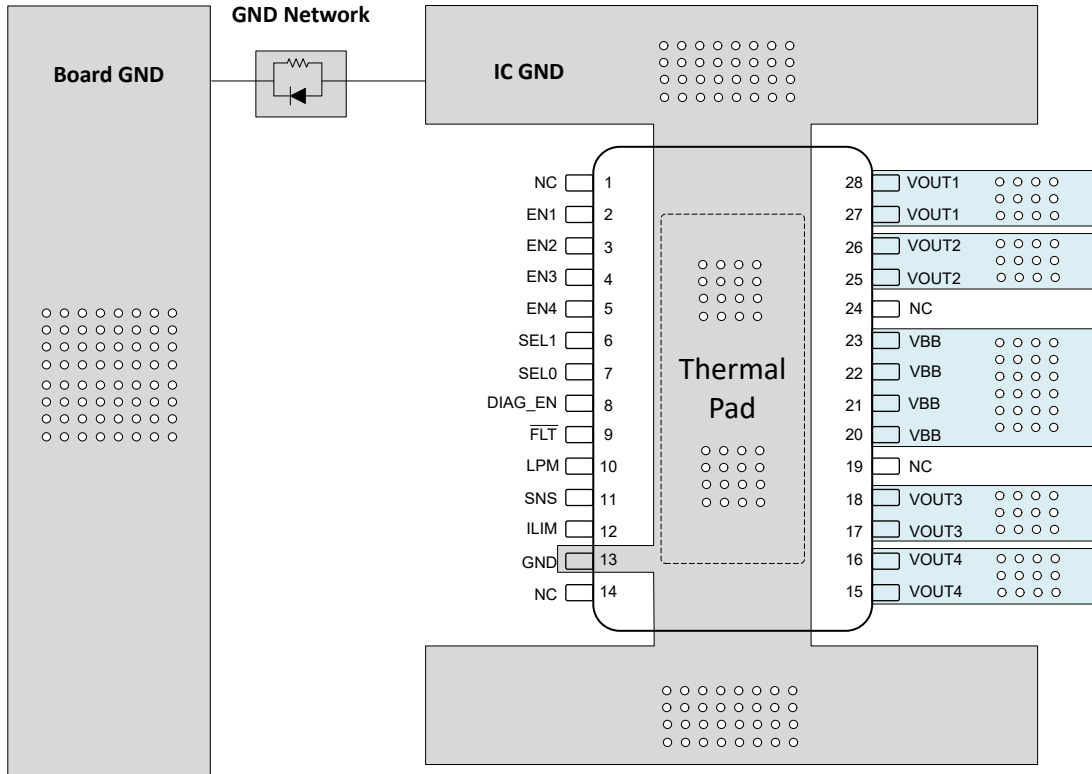 GND Network
Board GND
IC GND
NC 1
EN1 2
EN2 3
EN3 4
EN4 5
SEL1 6
SEL0 7
DIAG_EN 8
FLT 9
LPM 10
SNS 11
ILIM 12
GND 13
NC 14
Thermal
Pad
28 VOUT1
27 VOUT1
26 VOUT2
25 VOUT2
24 NC
23 VBB
22 VBB
21 VBB
20 VBB
19 NC
18 VOUT3
17 VOUT3
16 VOUT4
15 VOUT4